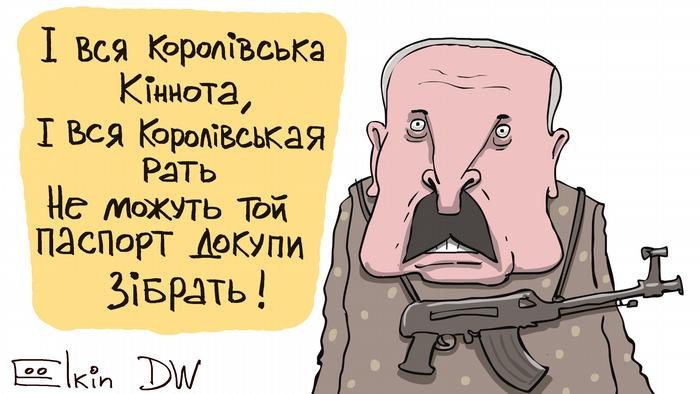 І вся Королівська
Кіннота,
І вся Королівськая
Рать
Не можуть той
паспорт докупи
зібрать!
Elkin DW